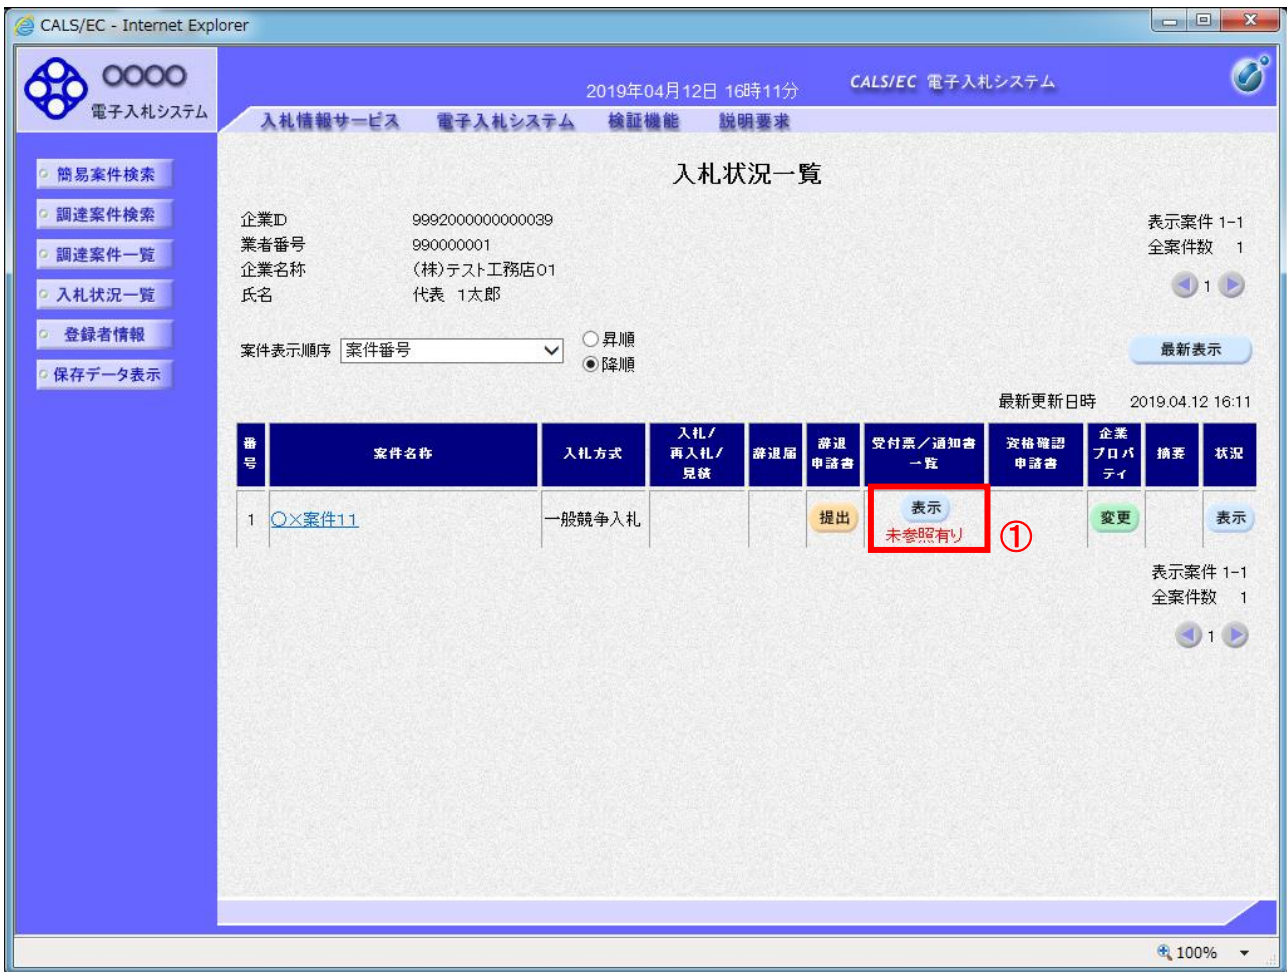 CALS/EC - Internet Explorer
〇〇〇〇
電子入札システム
2019年04月12日 16時11分
CALS/EC 電子入札システム
入札情報サービス 電子入札システム 検証機能 説明要求
簡易案件検索
調達案件検索
調達案件一覧
入札状況一覧
登録者情報
保存データ表示
入札状況一覧
企業ID 9992000000000039
業者番号 990000001
企業名称 (株)テスト工務店01
氏名 代表 1太郎
表示案件 1-1
全案件数 1
1
案件表示順序 案件番号
昇順
降順
最新表示
最新更新日時 2019.04.12 16:11
番号 案件名称 入札方式 入札/再入札/見積 辞退届 辞退申請書 受付票/通知書一覧 資格確認申請書 企業プロパティ 摘要 状況
1 〇×案件11 一般競争入札 提出 表示 変更 表示
未参照有り
①
表示案件 1-1
全案件数 1
1
100%